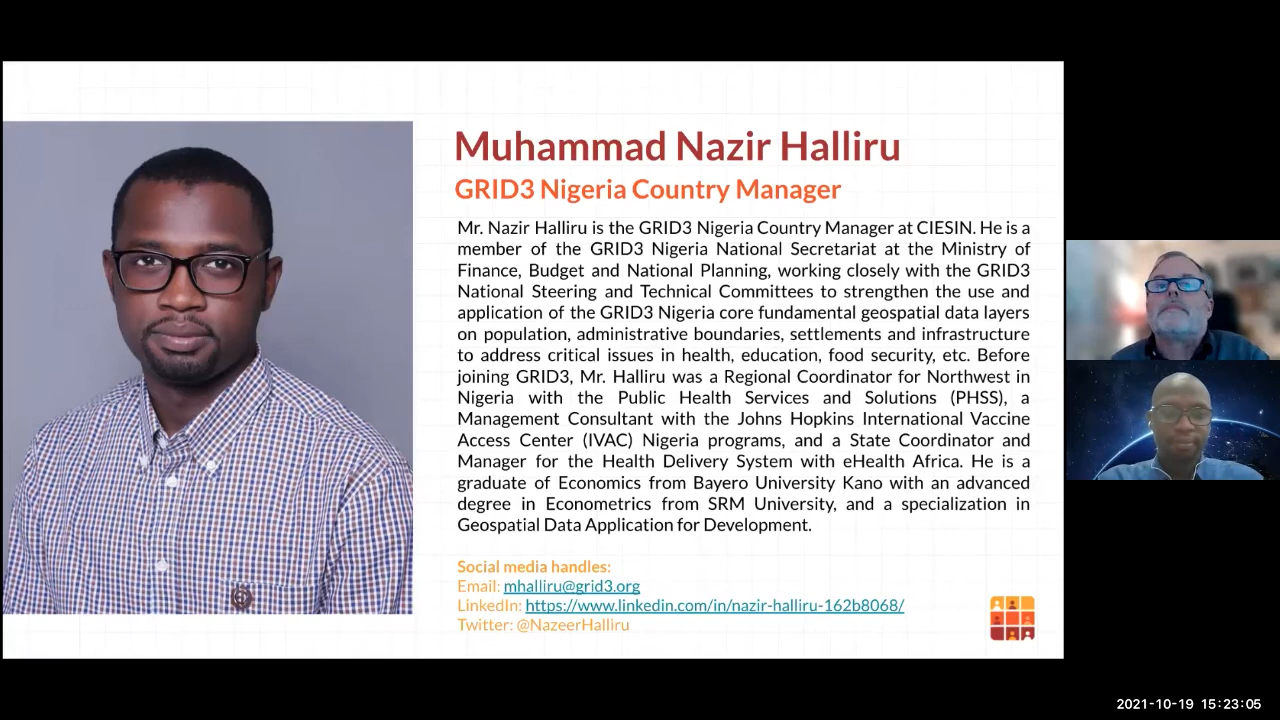 Muhammad Nazir Halliru
GRID3 Nigeria Country Manager
Mr. Nazir Halliru is the GRID3 Nigeria Country Manager at CIESIN. He is a
member of the GRID3 Nigeria National Secretariat at the Ministry of
Finance, Budget and National Planning, working closely with the GRID3
National Steering and Technical Committees to strengthen the use and
application of the GRID3 Nigeria core fundamental geospatial data layers
on population, administrative boundaries, settlements and infrastructure
to address critical issues in health, education, food security, etc. Before
joining GRID3, Mr. Halliru was a Regional Coordinator for Northwest in
Nigeria with the Public Health Services and Solutions (PHSS), a
Management Consultant with the Johns Hopkins International Vaccine
Access Center (IVAC) Nigeria programs, and a State Coordinator and
Manager for the Health Delivery System with eHealth Africa. He is a
graduate of Economics from Bayero University Kano with an advanced
degree in Econometrics from SRM University, and a specialization in
Geospatial Data Application for Development.
Social media handles:
Email: mhalliru@grid3.org
LinkedIn: https://www.linkedin.com/in/nazir-halliru-162b8068/
Twitter: @NazeerHalliru
2021-10-19 15:23:05